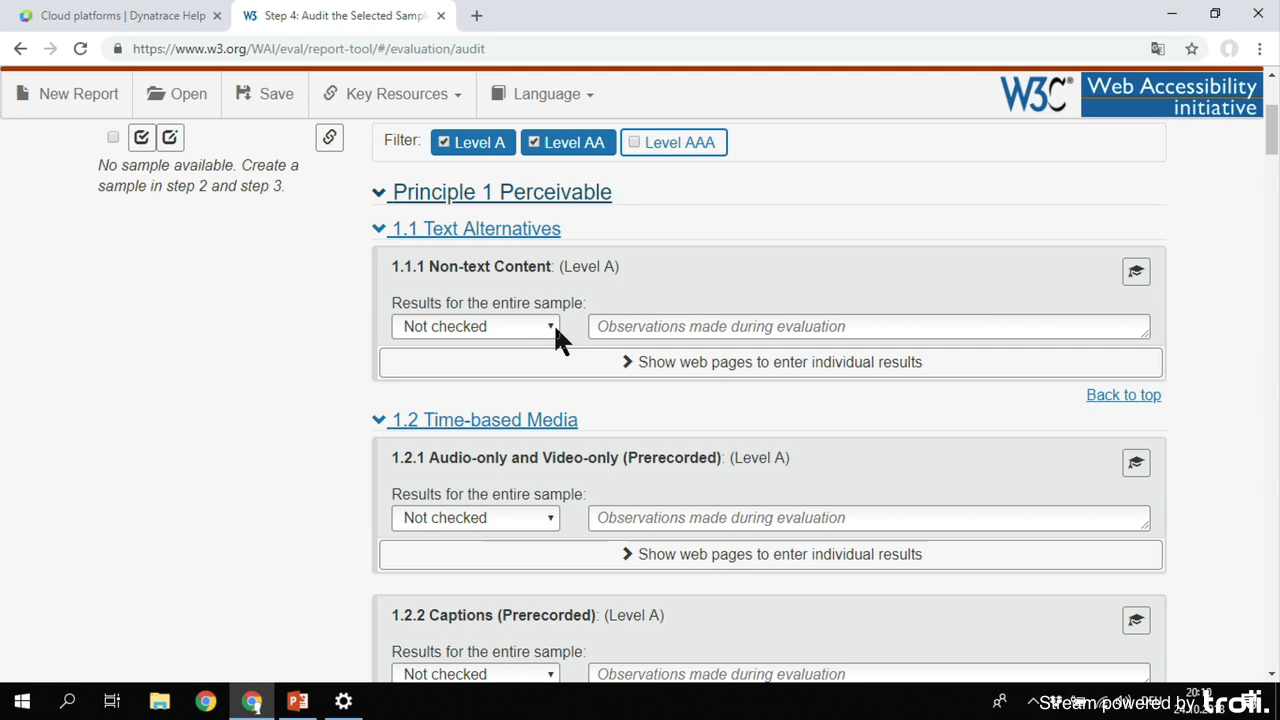 Cloud platforms | Dynatrace Help
Step 4: Audit the Selected Sampl
https://www.w3.org/WAI/eval/report-tool/#/evaluation/audit
New Report
Open
Save
Key Resources
Language
W3C®
Web Accessibility
initiative
No sample available. Create a
sample in step 2 and step 3.
Filter:
Level A
Level AA
Level AAA
Principle 1 Perceivable
1.1 Text Alternatives
1.1.1 Non-text Content: (Level A)
Results for the entire sample:
Not checked
Observations made during evaluation
Show web pages to enter individual results
Back to top
1.2 Time-based Media
1.2.1 Audio-only and Video-only (Prerecorded): (Level A)
Results for the entire sample:
Not checked
Observations made during evaluation
Show web pages to enter individual results
1.2.2 Captions (Prerecorded): (Level A)
Results for the entire sample:
Not checked
Observations made during evaluation
Stream powered by troii.